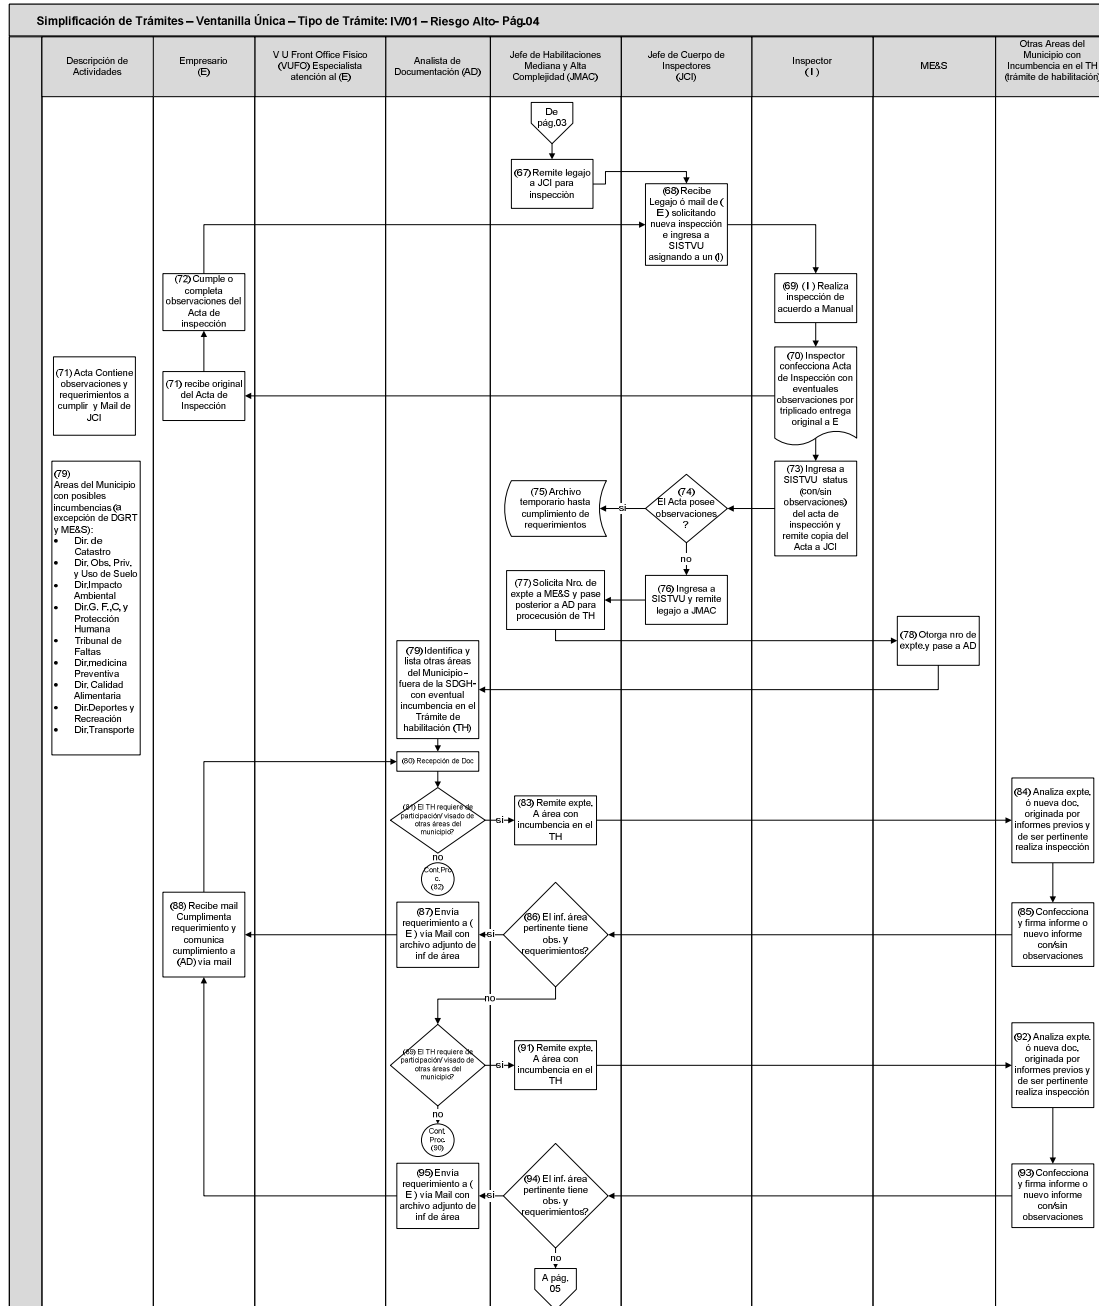 Simplificación de Trámites – Ventanilla Única – Tipo de Trámite: IV/01 – Riesgo Alto- Pág.04
Descripción de
Actividades
Empresario
(E)
V U Front Office Físico
(VUFO) Especialista
atención al (E)
Analista de
Documentación (AD)
Jefe de Habilitaciones
Mediana y Alta
Complejidad (JMAC)
Jefe de Cuerpo de
Inspectores
(JCI)
Inspector
( I )
ME&S
Otras Areas del
Municipio con
Incumbencia en el TH
(trámite de habilitación)
De
pág.03
(67) Remite legajo
a JCI para
inspección
(68) Recibe
Legajo ó mail de (
E ) solicitando
nueva inspección
e ingresa a
SISTVU
asignando a un (I)
(69) ( I ) Realiza
inspección de
acuerdo a Manual
(72) Cumple o
completa
observaciones del
Acta de
inspección
(70) Inspector
confecciona Acta
de Inspección con
eventuales
observaciones por
triplicado entrega
original a E
(71) Acta Contiene
observaciones y
requerimientos a
cumplir y Mail de
JCI
(71) recibe original
del Acta de
Inspección
(73) Ingresa a
SISTVU status
(con/sin
observaciones)
del acta de
inspección y
remite copia del
Acta a JCI
(74)
El Acta posee
observaciones
?
si
(75) Archivo
temporario hasta
cumplimiento de
requerimientos
no
(76) Ingresa a
SISTVU y remite
legajo a JMAC
(77) Solicita Nro. de
expte a ME&S y pase
posterior a AD para
procecusión de TH
(78) Otorga nro de
expte.y pase a AD
(79)
Areas del Municipio
con posibles
incumbencias (a
excepción de DGRT
y ME&S):
• Dir. de
Catastro
• Dir. Obs. Priv.
y Uso de Suelo
• Dir.Impacto
Ambiental
• Dir.G. F.,C, y
Protección
Humana
• Tribunal de
Faltas
• Dir.medicina
Preventiva
• Dir. Calidad
Alimentaria
• Dir.Deportes y
Recreación
• Dir.Transporte
(79) Identifica y
lista otras áreas
del Municipio–
fuera de la SDGH-
con eventual
incumbencia en el
Trámite de
habilitación (TH)
(80) Recepción de Doc
(81) El TH requiere de
participación/ visado de
otras áreas del
municipio?
si
(83) Remite expte.
A área con
incumbencia en el
TH
(84) Analiza expte.
ó nueva doc.
originada por
informes previos y
de ser pertinente
realiza inspección
no
Cont.Pro
c.
(82)
(85) Confecciona
y firma informe o
nuevo informe
con/sin
observaciones
(86) El inf. área
pertinente tiene
obs. y
requerimientos?
si
(87) Envia
requerimiento a (
E ) via Mail con
archivo adjunto de
inf de área
(88) Recibe mail
Cumplimenta
requerimiento y
comunica
cumplimiento a
(AD) via mail
no
(89) El TH requiere de
participación/ visado de
otras áreas del
municipio?
si
(91) Remite expte.
A área con
incumbencia en el
TH
(92) Analiza expte.
ó nueva doc.
originada por
informes previos y
de ser pertinente
realiza inspección
no
Cont.
Proc.
(90)
(93) Confecciona
y firma informe o
nuevo informe
con/sin
observaciones
(94) El inf. área
pertinente tiene
obs. y
requerimientos?
si
(95) Envia
requerimiento a (
E ) via Mail con
archivo adjunto de
inf de área
no
A pág.
05